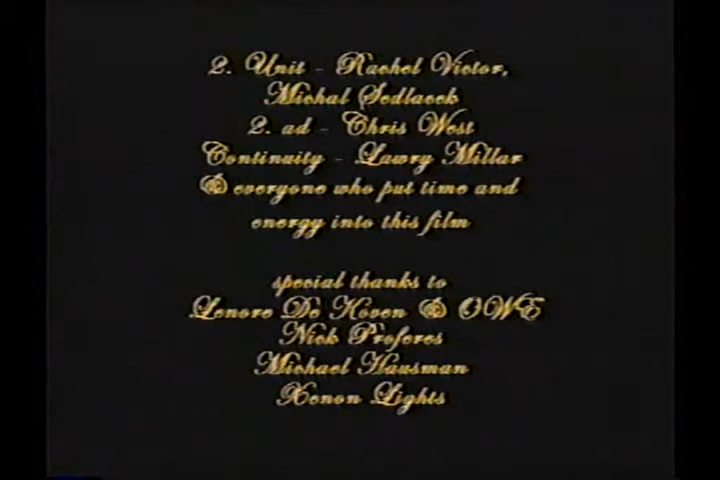 2. Unit - Rachel Victor,
Michal Sedlacek
2. ad - Chris West
Continuity - Lawry Millar
& everyone who put time and
energy into this film
special thanks to
Lenore De Koven & OWE
Nick Proferes
Michael Hausman
Xenon Lights